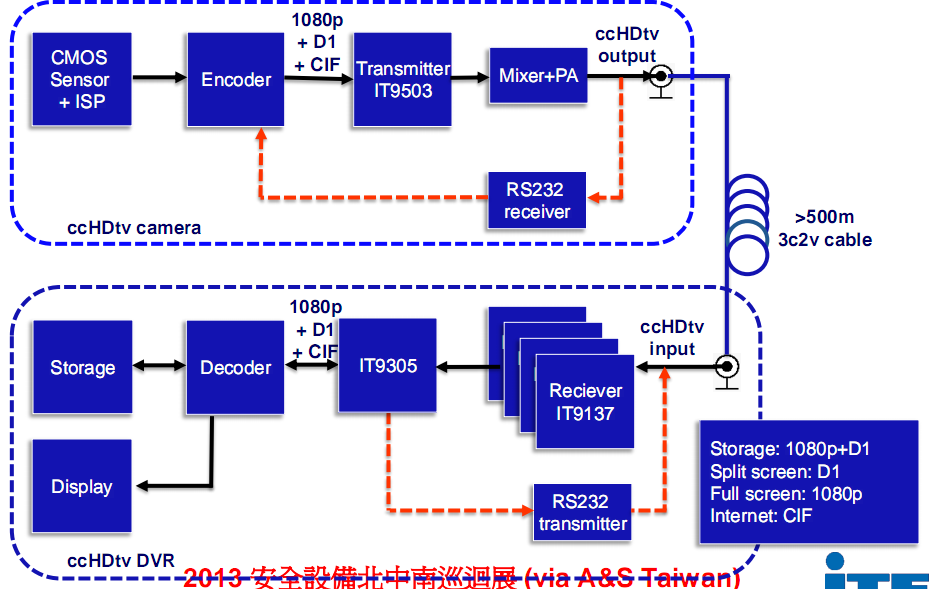 1080p
+ D1
+ CIF
ccHDtv
output
CMOS
Sensor
+ ISP
Encoder
Transmitter
IT9503
Mixer+PA
RS232
receiver
ccHDtv camera
>500m
3c2v cable
1080p
+ D1
+ CIF
ccHDtv
input
Storage
Decoder
IT9305
Reciever
IT9137
Display
RS232
transmitter
Storage: 1080p+D1
Split screen: D1
Full screen: 1080p
Internet: CIF
ccHDtv DVR
2013 安全設備北中南巡迴展 (via A&S Taiwan)
iTE